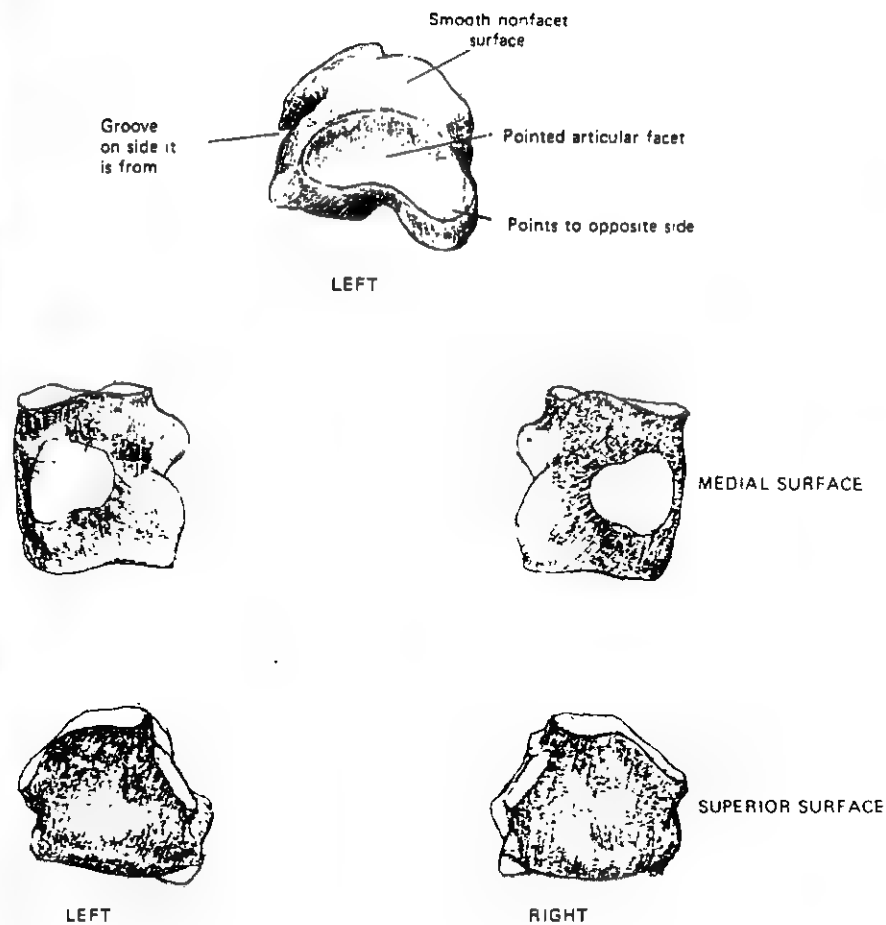 Smooth nonfacet
surface
Groove
on side it
is from
Pointed articular facet
Points to opposite side
LEFT
MEDIAL SURFACE
SUPERIOR SURFACE
LEFT
RIGHT